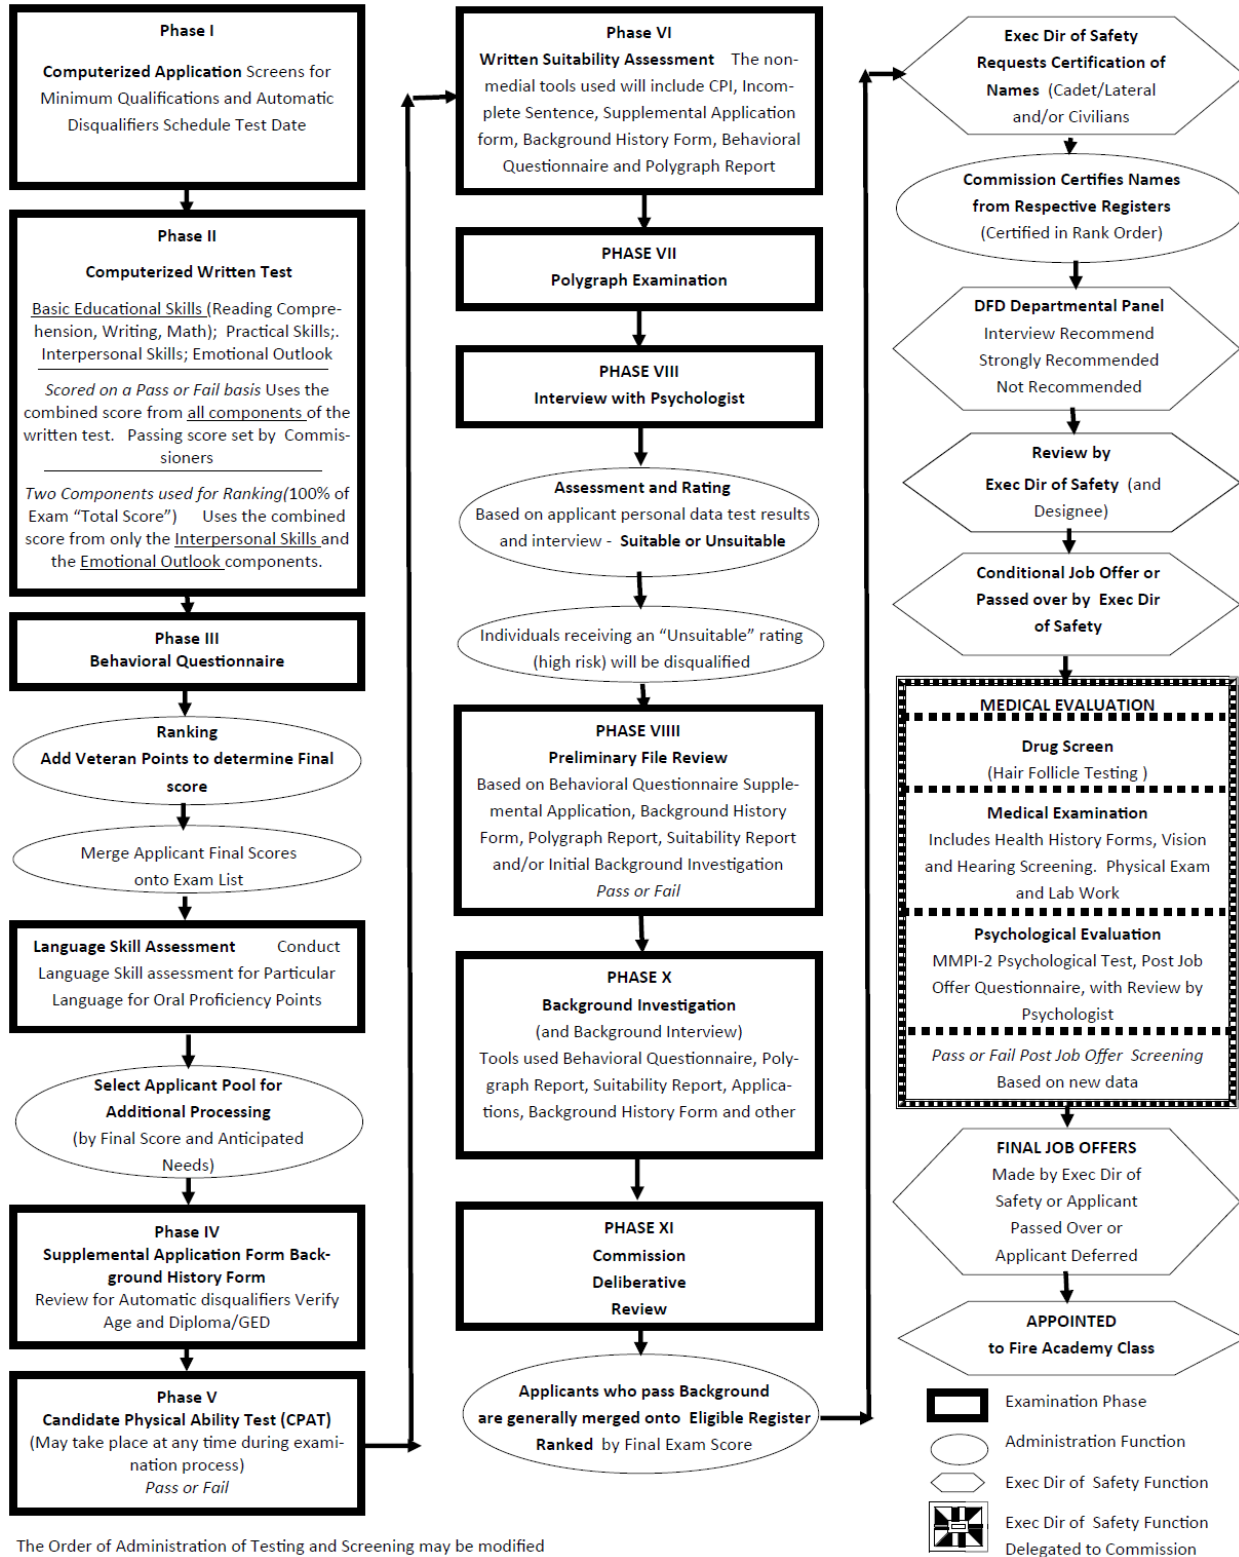 Phase I
Computerized Application Screens for
Minimum Qualifications and Automatic
Disqualifiers Schedule Test Date
Phase II
Computerized Written Test
Basic Educational Skills (Reading Compre-
hension, Writing, Math); Practical Skills;.
Interpersonal Skills; Emotional Outlook
Scored on a Pass or Fail basis Uses the
combined score from all components of the
written test. Passing score set by Commis-
sioners
Two Components used for Ranking(100% of
Exam “Total Score”) Uses the combined
score from only the Interpersonal Skills and
the Emotional Outlook components.
Phase III
Behavioral Questionnaire
Ranking
Add Veteran Points to determine Final
score
Merge Applicant Final Scores
onto Exam List
Language Skill Assessment Conduct
Language Skill assessment for Particular
Language for Oral Proficiency Points
Select Applicant Pool for
Additional Processing
(by Final Score and Anticipated
Needs)
Phase IV
Supplemental Application Form Back-
ground History Form
Review for Automatic disqualifiers Verify
Age and Diploma/GED
Phase V
Candidate Physical Ability Test (CPAT)
(May take place at any time during exami-
nation process)
Pass or Fail
The Order of Administration of Testing and Screening may be modified
Phase VI
Written Suitability Assessment The non-
medial tools used will include CPI, Incom-
plete Sentence, Supplemental Application
form, Background History Form, Behavioral
Questionnaire and Polygraph Report
PHASE VII
Polygraph Examination
PHASE VIII
Interview with Psychologist
Assessment and Rating
Based on applicant personal data test results
and interview - Suitable or Unsuitable
Individuals receiving an “Unsuitable” rating
(high risk) will be disqualified
PHASE VIIII
Preliminary File Review
Based on Behavioral Questionnaire Supple-
mental Application, Background History
Form, Polygraph Report, Suitability Report
and/or Initial Background Investigation
Pass or Fail
PHASE X
Background Investigation
(and Background Interview)
Tools used Behavioral Questionnaire, Poly-
graph Report, Suitability Report, Applica-
tions, Background History Form and other
PHASE XI
Commission
Deliberative
Review
Applicants who pass Background
are generally merged onto Eligible Register
Ranked by Final Exam Score
Exec Dir of Safety
Requests Certification of
Names (Cadet/Lateral
and/or Civilians
Commission Certifies Names
from Respective Registers
(Certified in Rank Order)
DFD Departmental Panel
Interview Recommend
Strongly Recommended
Not Recommended
Review by
Exec Dir of Safety (and
Designee)
Conditional Job Offer or
Passed over by Exec Dir
of Safety
MEDICAL EVALUATION
Drug Screen
(Hair Follicle Testing )
Medical Examination
Includes Health History Forms, Vision
and Hearing Screening. Physical Exam
and Lab Work
Psychological Evaluation
MMPI-2 Psychological Test, Post Job
Offer Questionnaire, with Review by
Psychologist
Pass or Fail Post Job Offer Screening
Based on new data
FINAL JOB OFFERS
Made by Exec Dir of
Safety or Applicant
Passed Over or
Applicant Deferred
APPOINTED
to Fire Academy Class
Examination Phase
Administration Function
Exec Dir of Safety Function
Exec Dir of Safety Function
Delegated to Commission